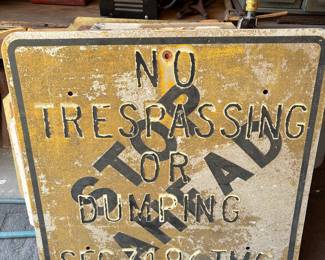 NO
TRESPASSING
OR
DUMPING
STOP
AHEAD